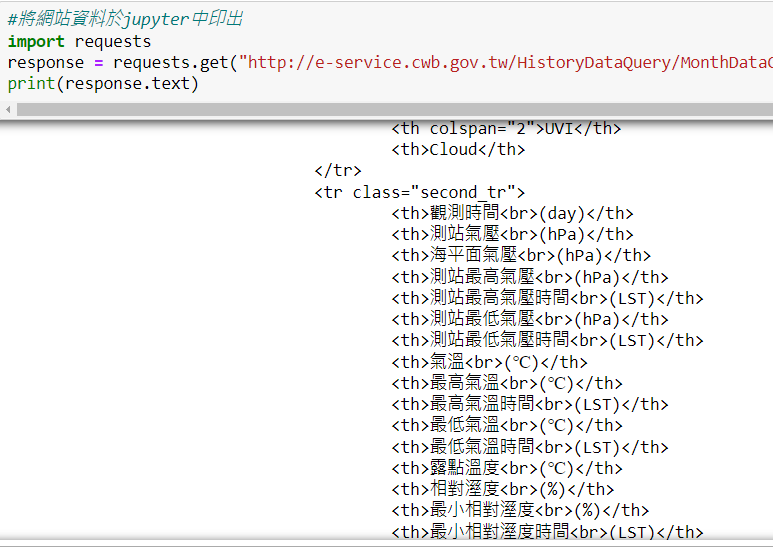 #將網站資料於jupyter中印出
import requests
response = requests.get("http://e-service.cwb.gov.tw/HistoryDataQuery/MonthDataC
print(response.text)
<th colspan="2">UVI</th>
<th>Cloud</th>
</tr>
<tr class="second_tr">
<th>觀測時間<br>(day)</th>
<th>測站氣壓<br>(hPa)</th>
<th>海平面氣壓<br>(hPa)</th>
<th>測站最高氣壓<br>(hPa)</th>
<th>測站最高氣壓時間<br>(LST)</th>
<th>測站最低氣壓<br>(hPa)</th>
<th>測站最低氣壓時間<br>(LST)</th>
<th>氣溫<br>(℃)</th>
<th>最高氣溫<br>(℃)</th>
<th>最高氣溫時間<br>(LST)</th>
<th>最低氣溫<br>(℃)</th>
<th>最低氣溫時間<br>(LST)</th>
<th>露點溫度<br>(℃)</th>
<th>相對溼度<br>(%)</th>
<th>最小相對溼度<br>(%)</th>
<th>最小相對溼度時間<br>(LST)</th>